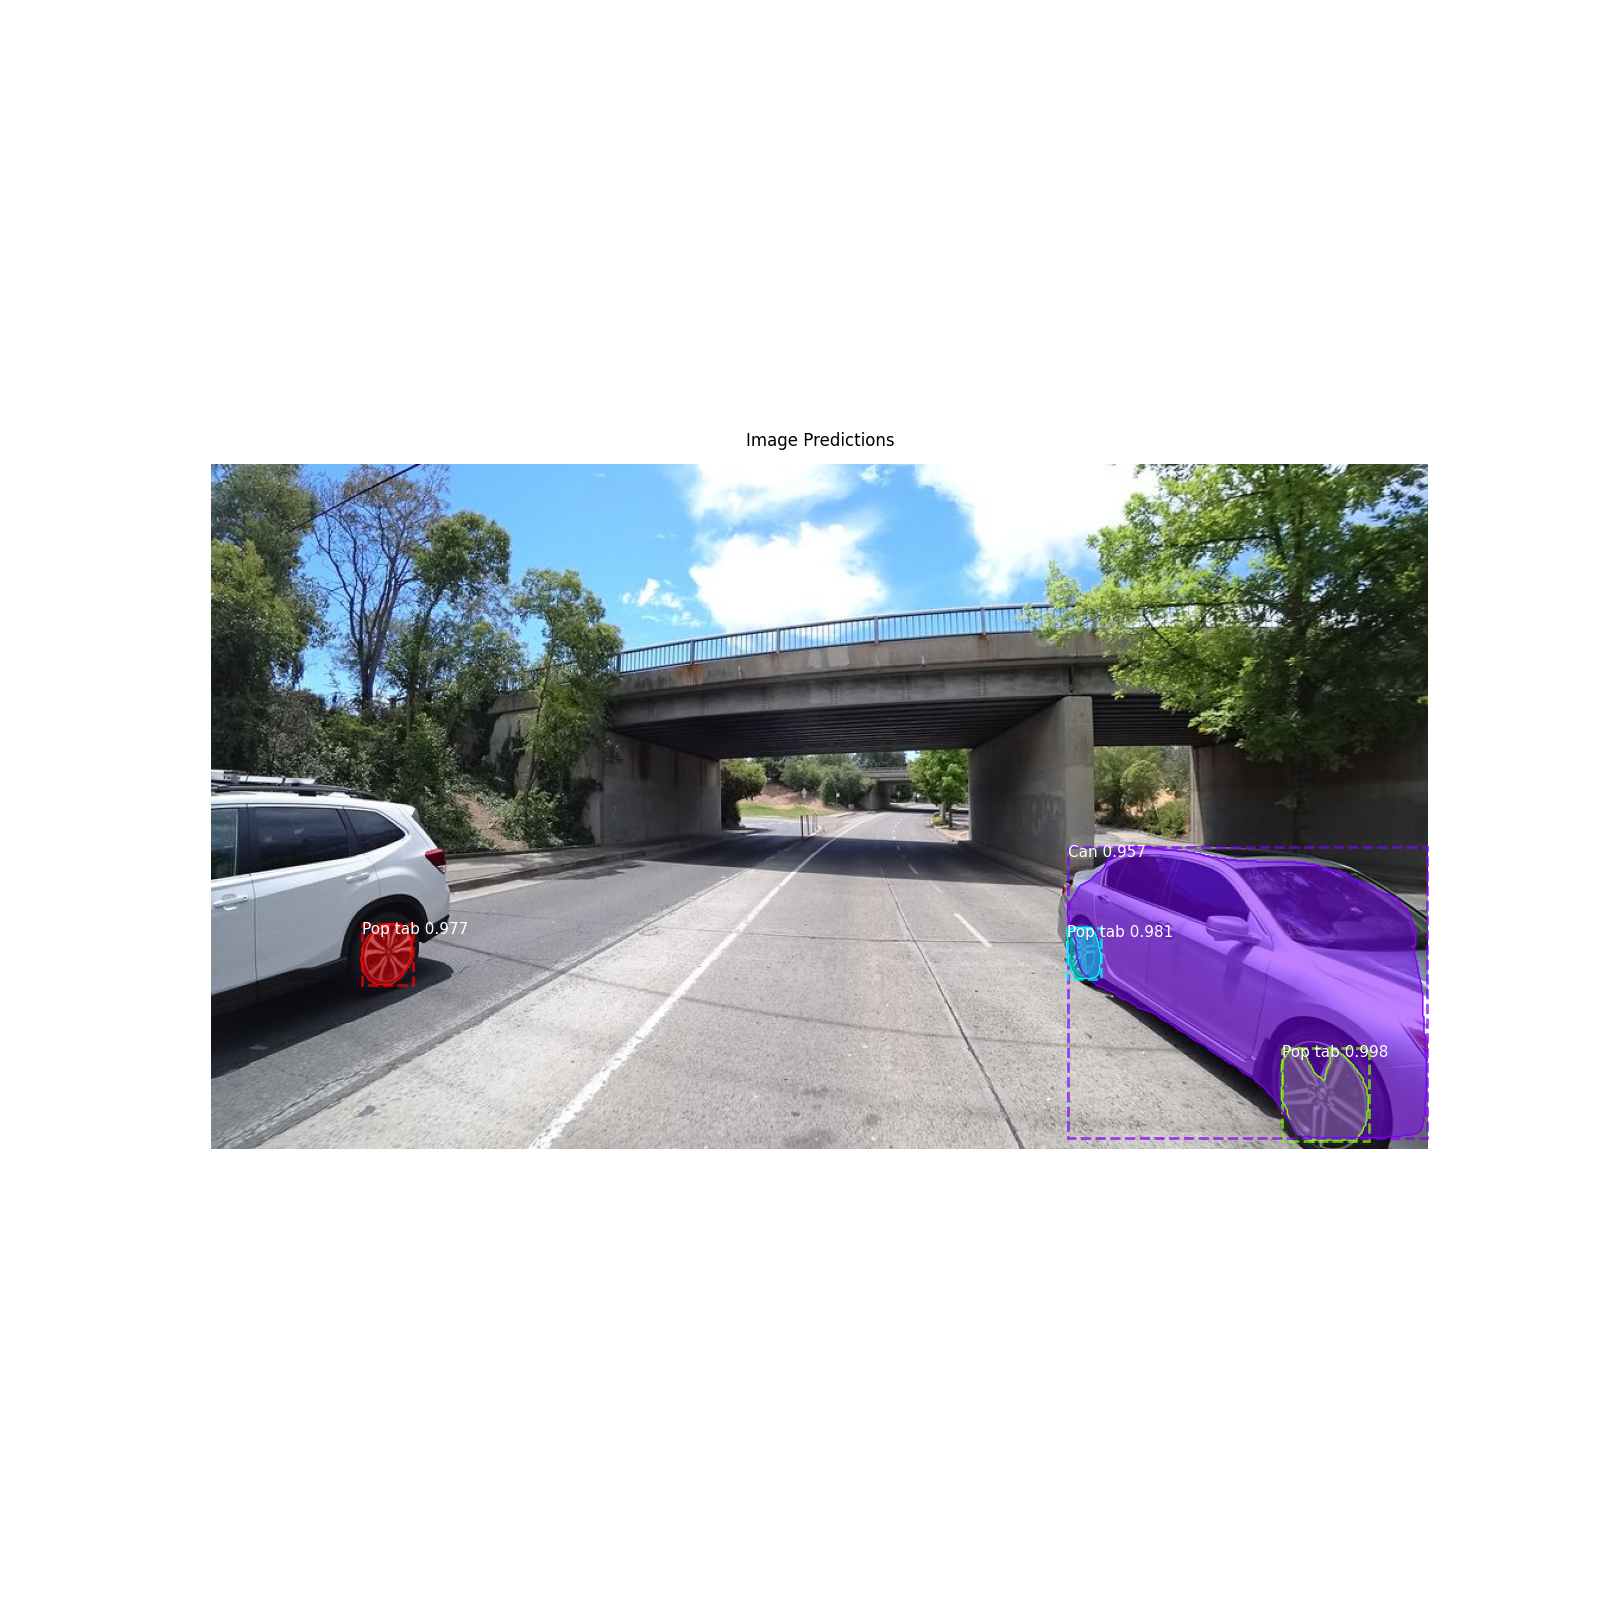 Image Predictions
Can 0.957
Pop tab 0.977
Pop tab 0.981
Pop tab 0.998